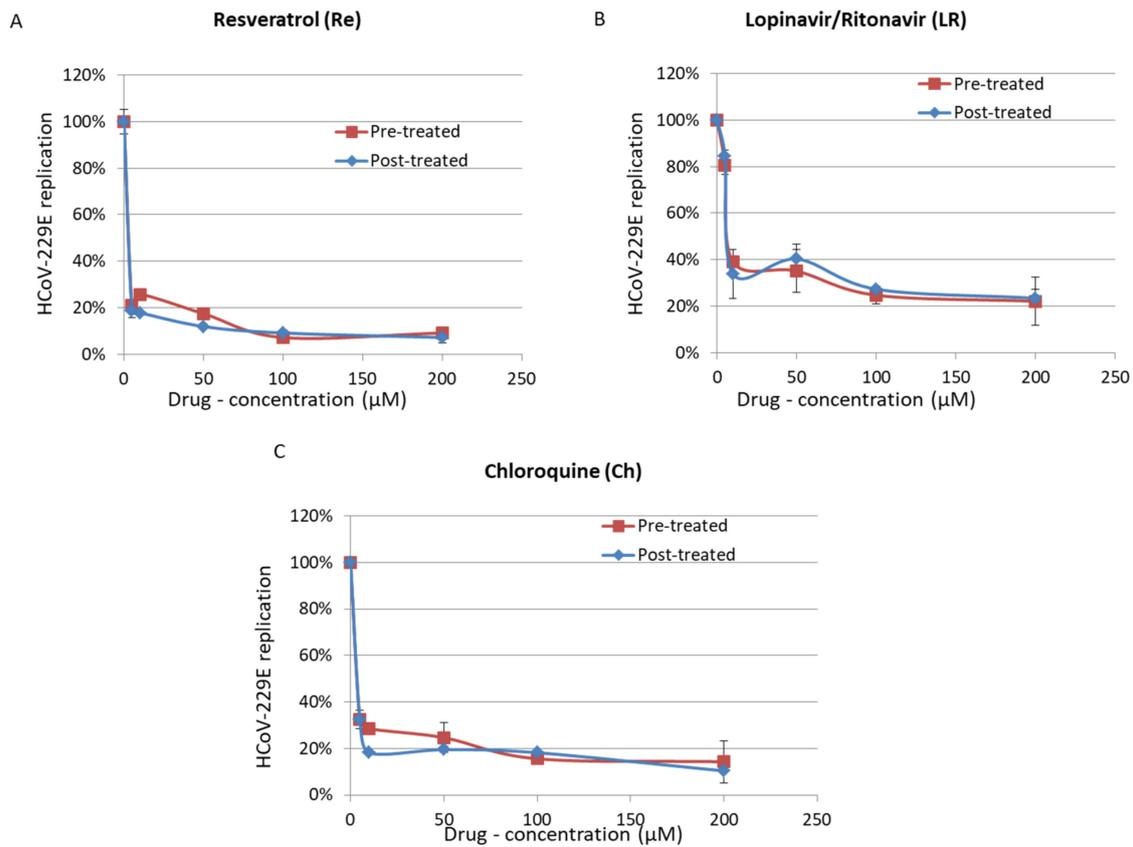 A
Resveratrol (Re)
HCoV-229E replication
120%
100%
80%
60%
40%
20%
0%
Pre-treated
Post-treated
0 50 100 150 200 250
Drug - concentration (µM)
B
Lopinavir/Ritonavir (LR)
HCoV-229E replication
120%
100%
80%
60%
40%
20%
0%
Pre-treated
Post-treated
0 50 100 150 200 250
Drug - concentration (µM)
C
Chloroquine (Ch)
HCoV-229E replication
120%
100%
80%
60%
40%
20%
0%
Pre-treated
Post-treated
0 50 100 150 200 250
Drug - concentration (µM)